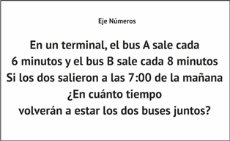 Eje Números
En un terminal, el bus A sale cada
6 minutos y el bus B sale cada 8 minutos
Si los dos salieron a las 7:00 de la mañana
¿En cuánto tiempo
volverán a estar los dos buses juntos?